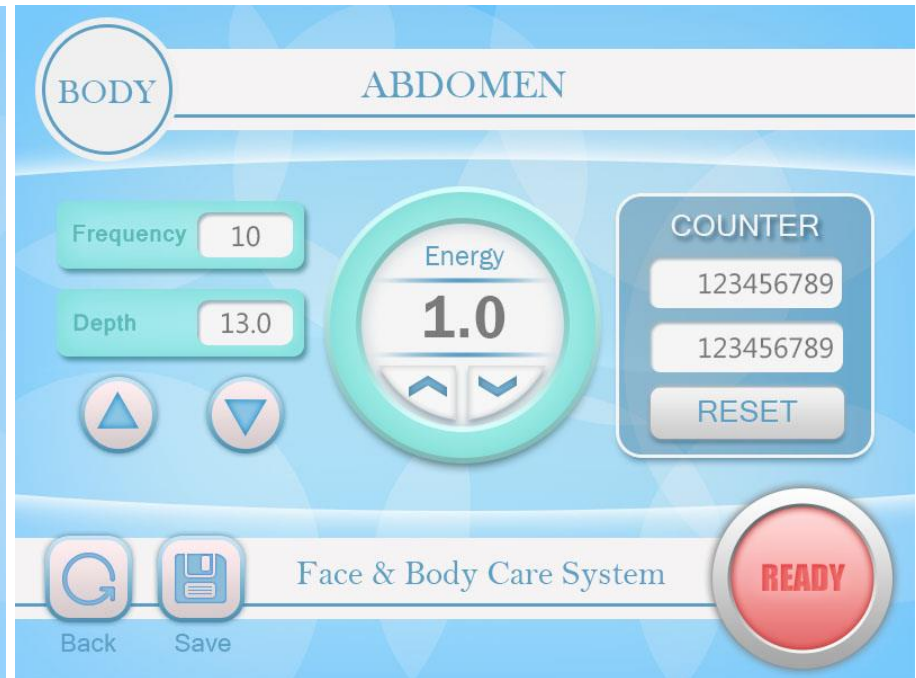 BODY
ABDOMEN
Frequency 10
Depth 13.0
Energy
1.0
COUNTER
123456789
123456789
RESET
Face & Body Care System
READY
Back
Save